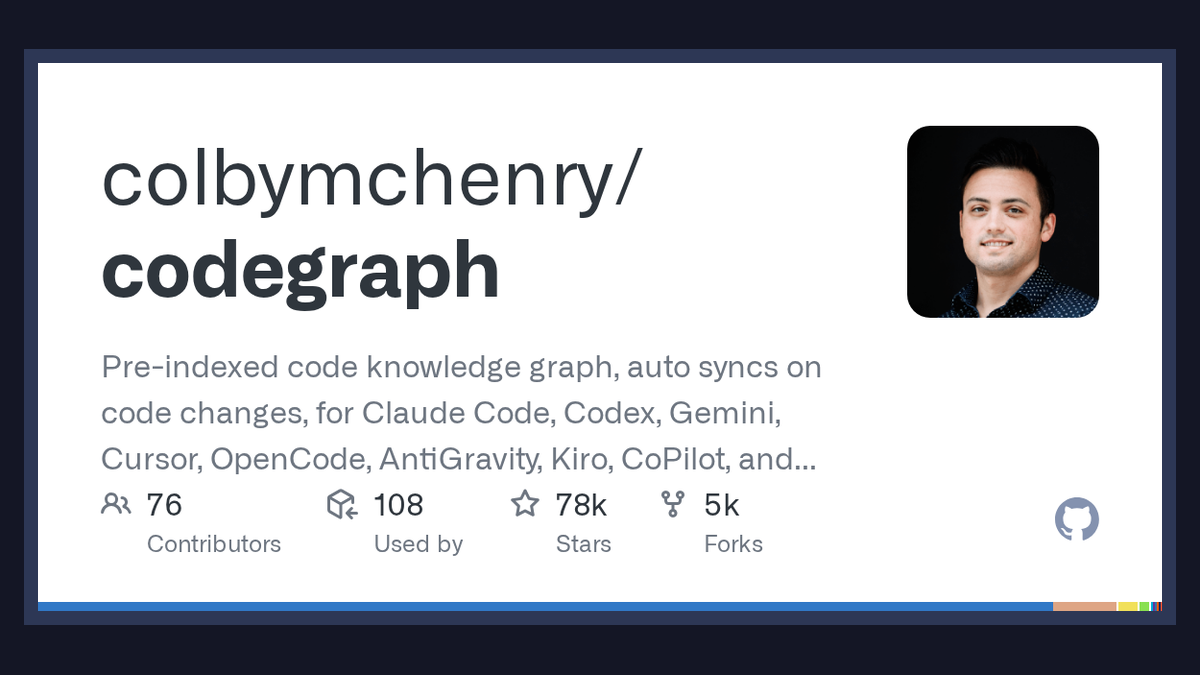 colbymchenry/
codegraph
Pre-indexed code knowledge graph, auto syncs on
code changes, for Claude Code, Codex, Gemini,
Cursor, OpenCode, AntiGravity, Kiro, CoPilot, and...
76 108 78k 5k
Contributors Used by Stars Forks